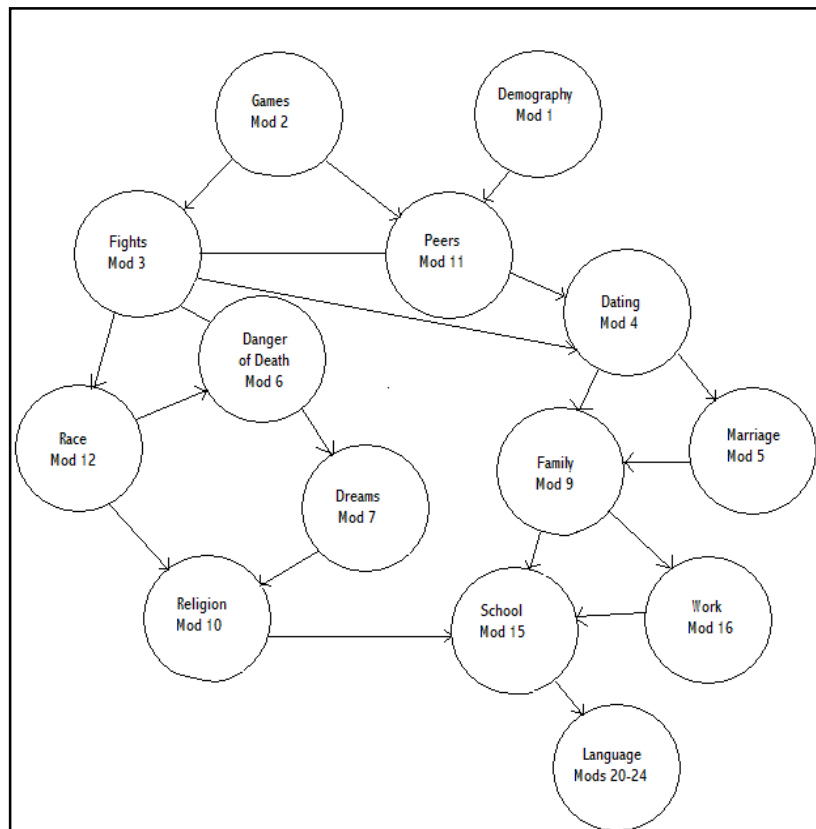 Games
Mod 2
Demography
Mod 1
Fights
Mod 3
Peers
Mod 11
Dating
Mod 4
Danger
of Death
Mod 6
Race
Mod 12
Marriage
Mod 5
Family
Mod 9
Dreams
Mod 7
Religion
Mod 10
School
Mod 15
Work
Mod 16
Language
Mods 20-24